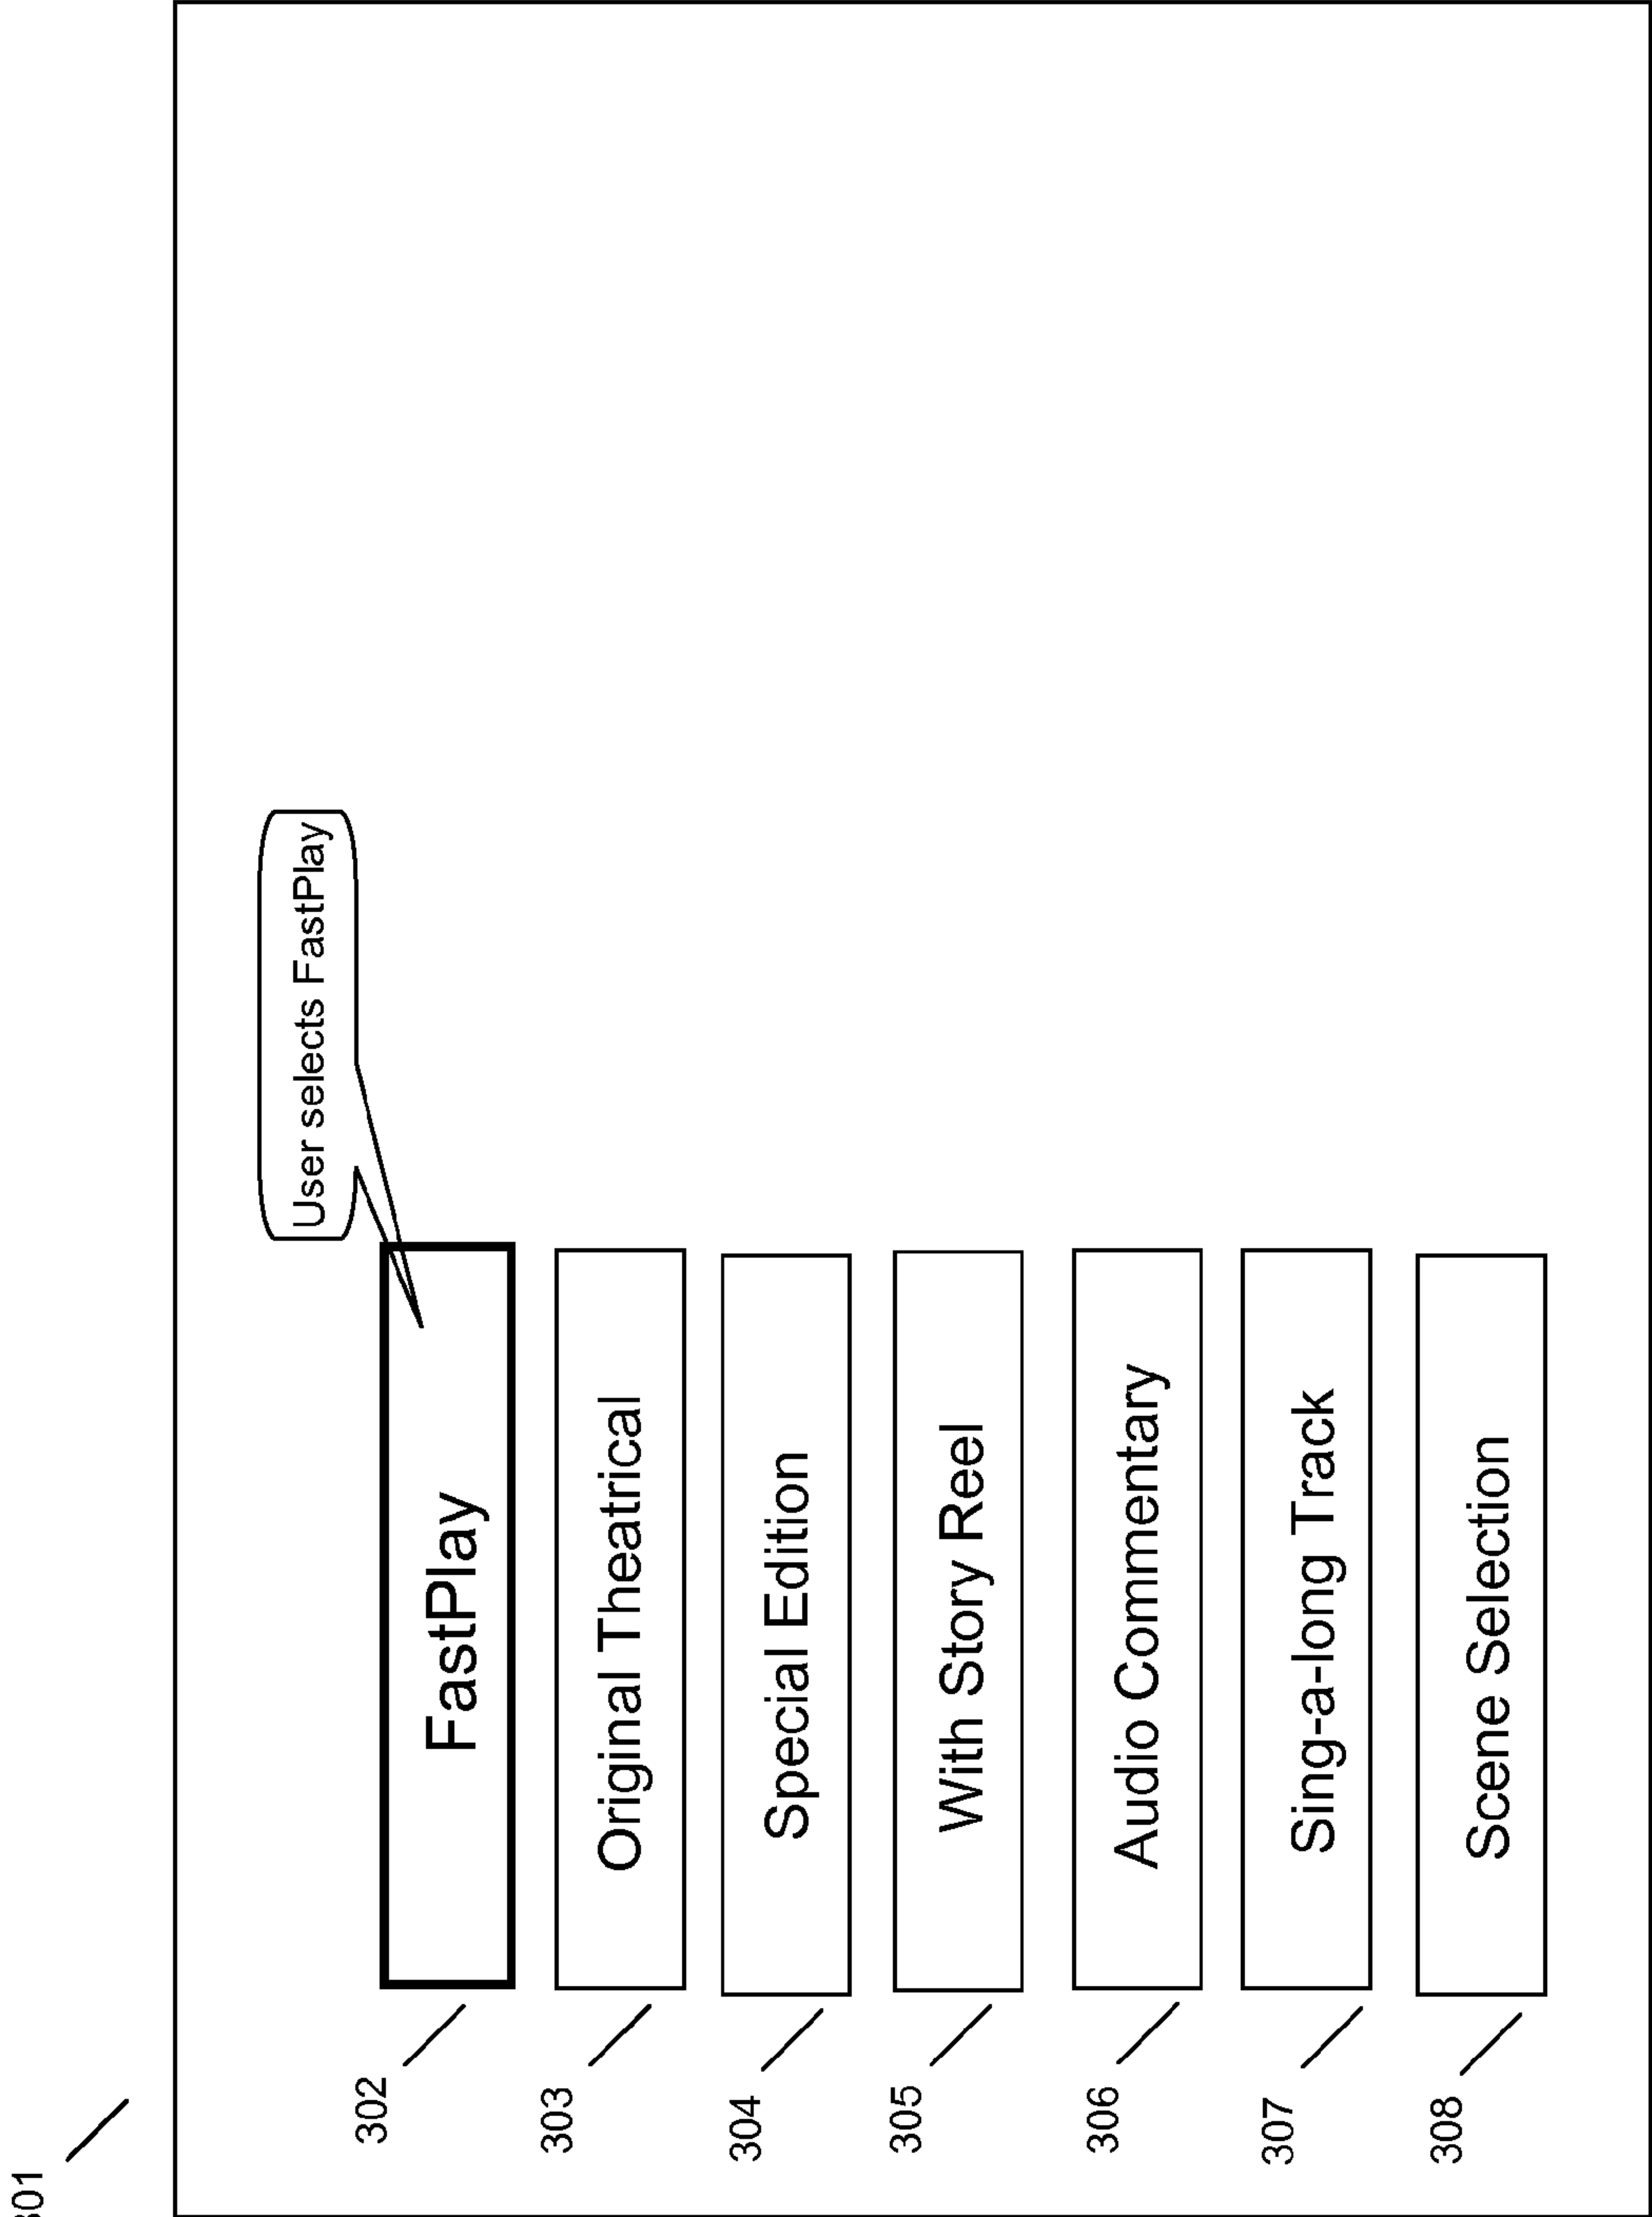 301
User selects FastPlay
302 FastPlay
303 Original Theatrical
304 Special Edition
305 With Story Reel
306 Audio Commentary
307 Sing-a-long Track
308 Scene Selection